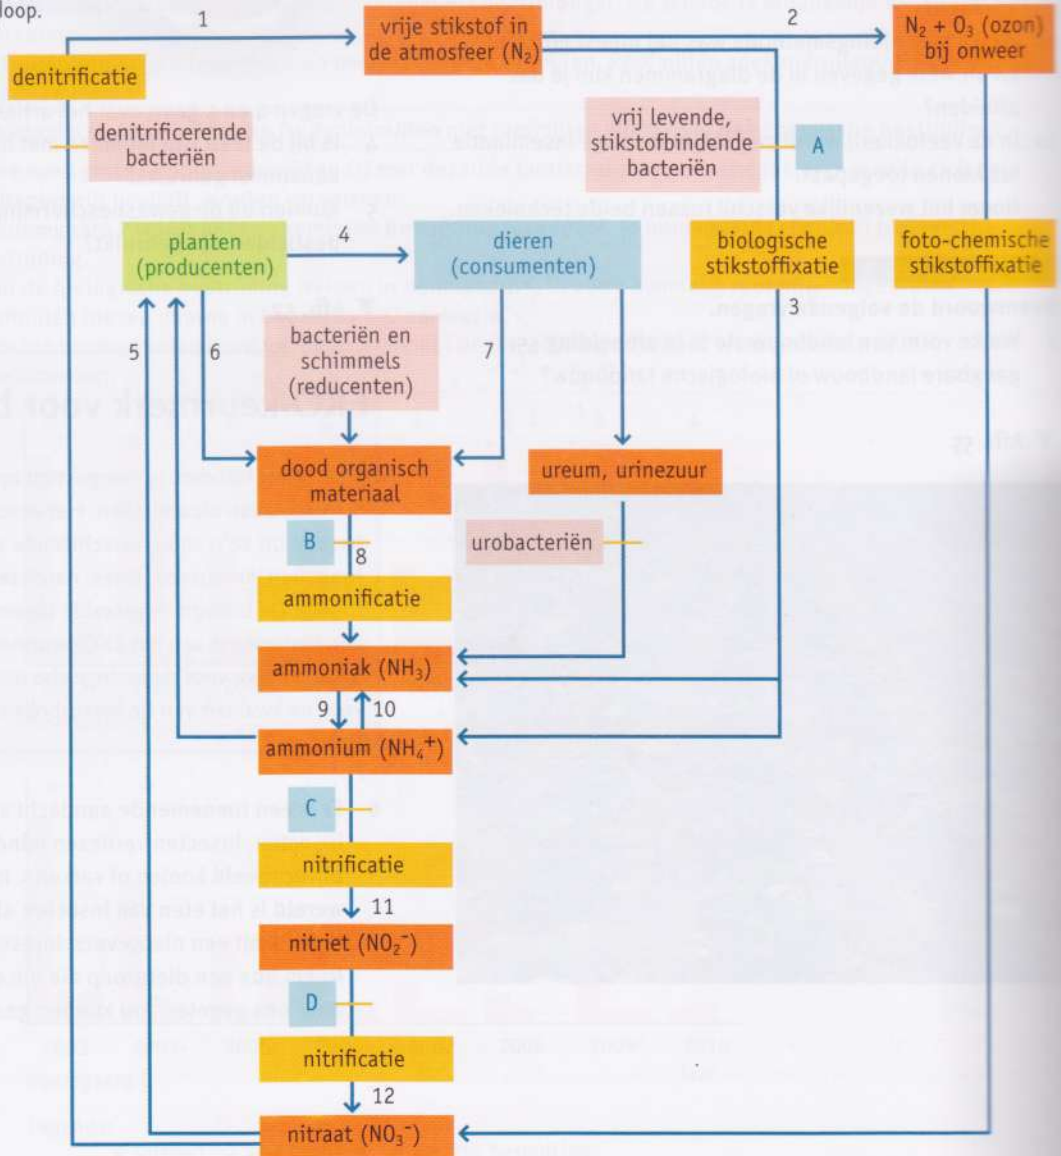 loop.
1
2
vrije stikstof in
de atmosfeer (N₂)
N₂ + O₃ (ozon)
bij onweer
denitrificatie
denitrificerende
bacteriën
vrij levende,
stikstofbindende
bacteriën
A
planten
(producenten)
4
dieren
(consumenten)
biologische
stikstoffixatie
foto-chemische
stikstoffixatie
3
5
6
bacteriën en
schimmels
(reducenten)
7
dood organisch
materiaal
ureum, urinezuur
B
8
urobacteriën
ammonificatie
ammoniak (NH₃)
9
10
ammonium (NH₄⁺)
C
nitrificatie
11
nitriet (NO₂⁻)
D
nitrificatie
12
nitraat (NO₃⁻)